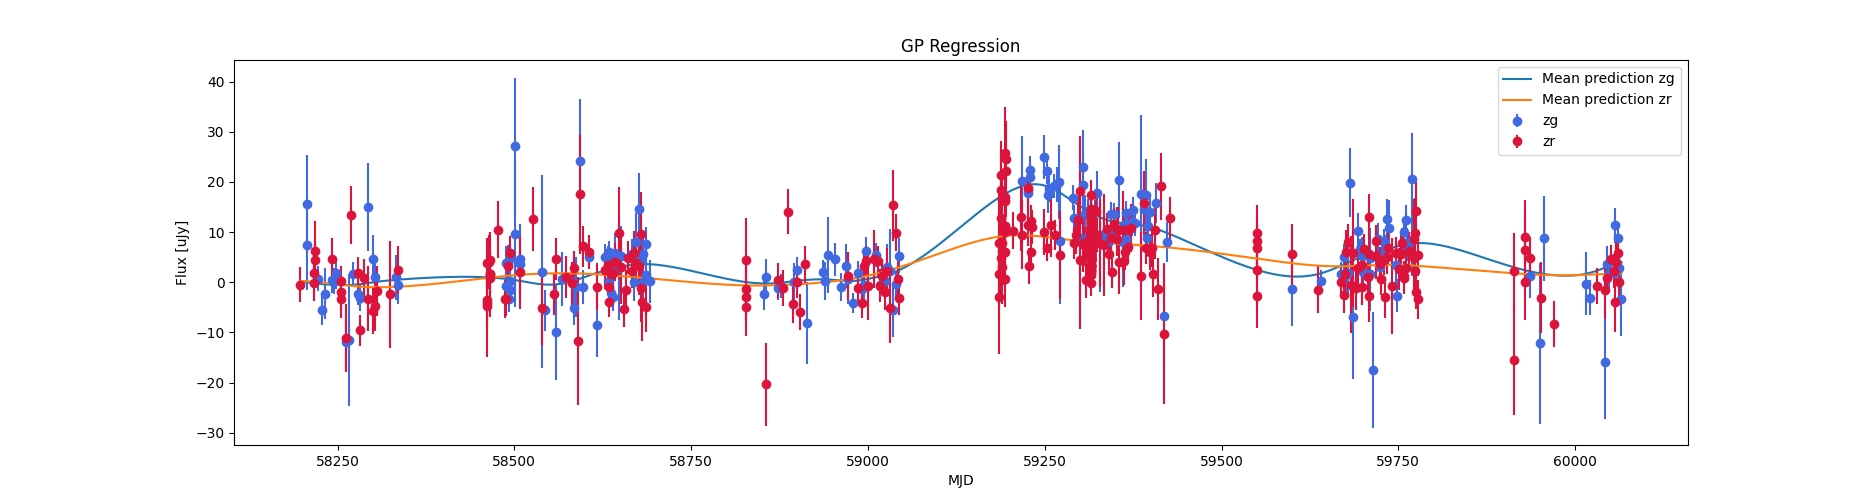 GP Regression
Flux [uJy]
40
30
20
10
0
−10
−20
−30
Mean prediction zg
Mean prediction zr
zg
zr
58250
58500
58750
59000
59250
59500
59750
60000
MJD